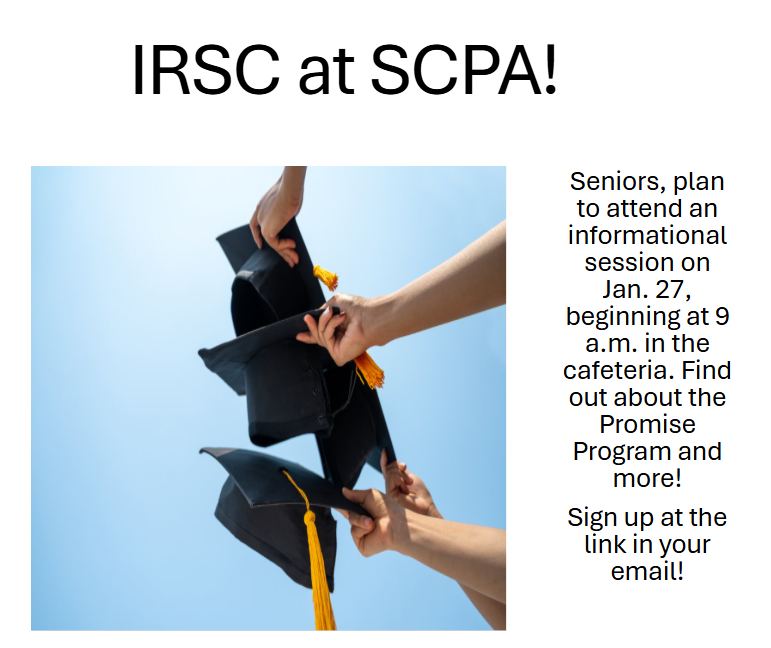 IRSC at SCPA!
Seniors, plan
to attend an
informational
session on
Jan. 27,
beginning at 9
a.m. in the
cafeteria. Find
out about the
Promise
Program and
more!
Sign up at the
link in your
email!